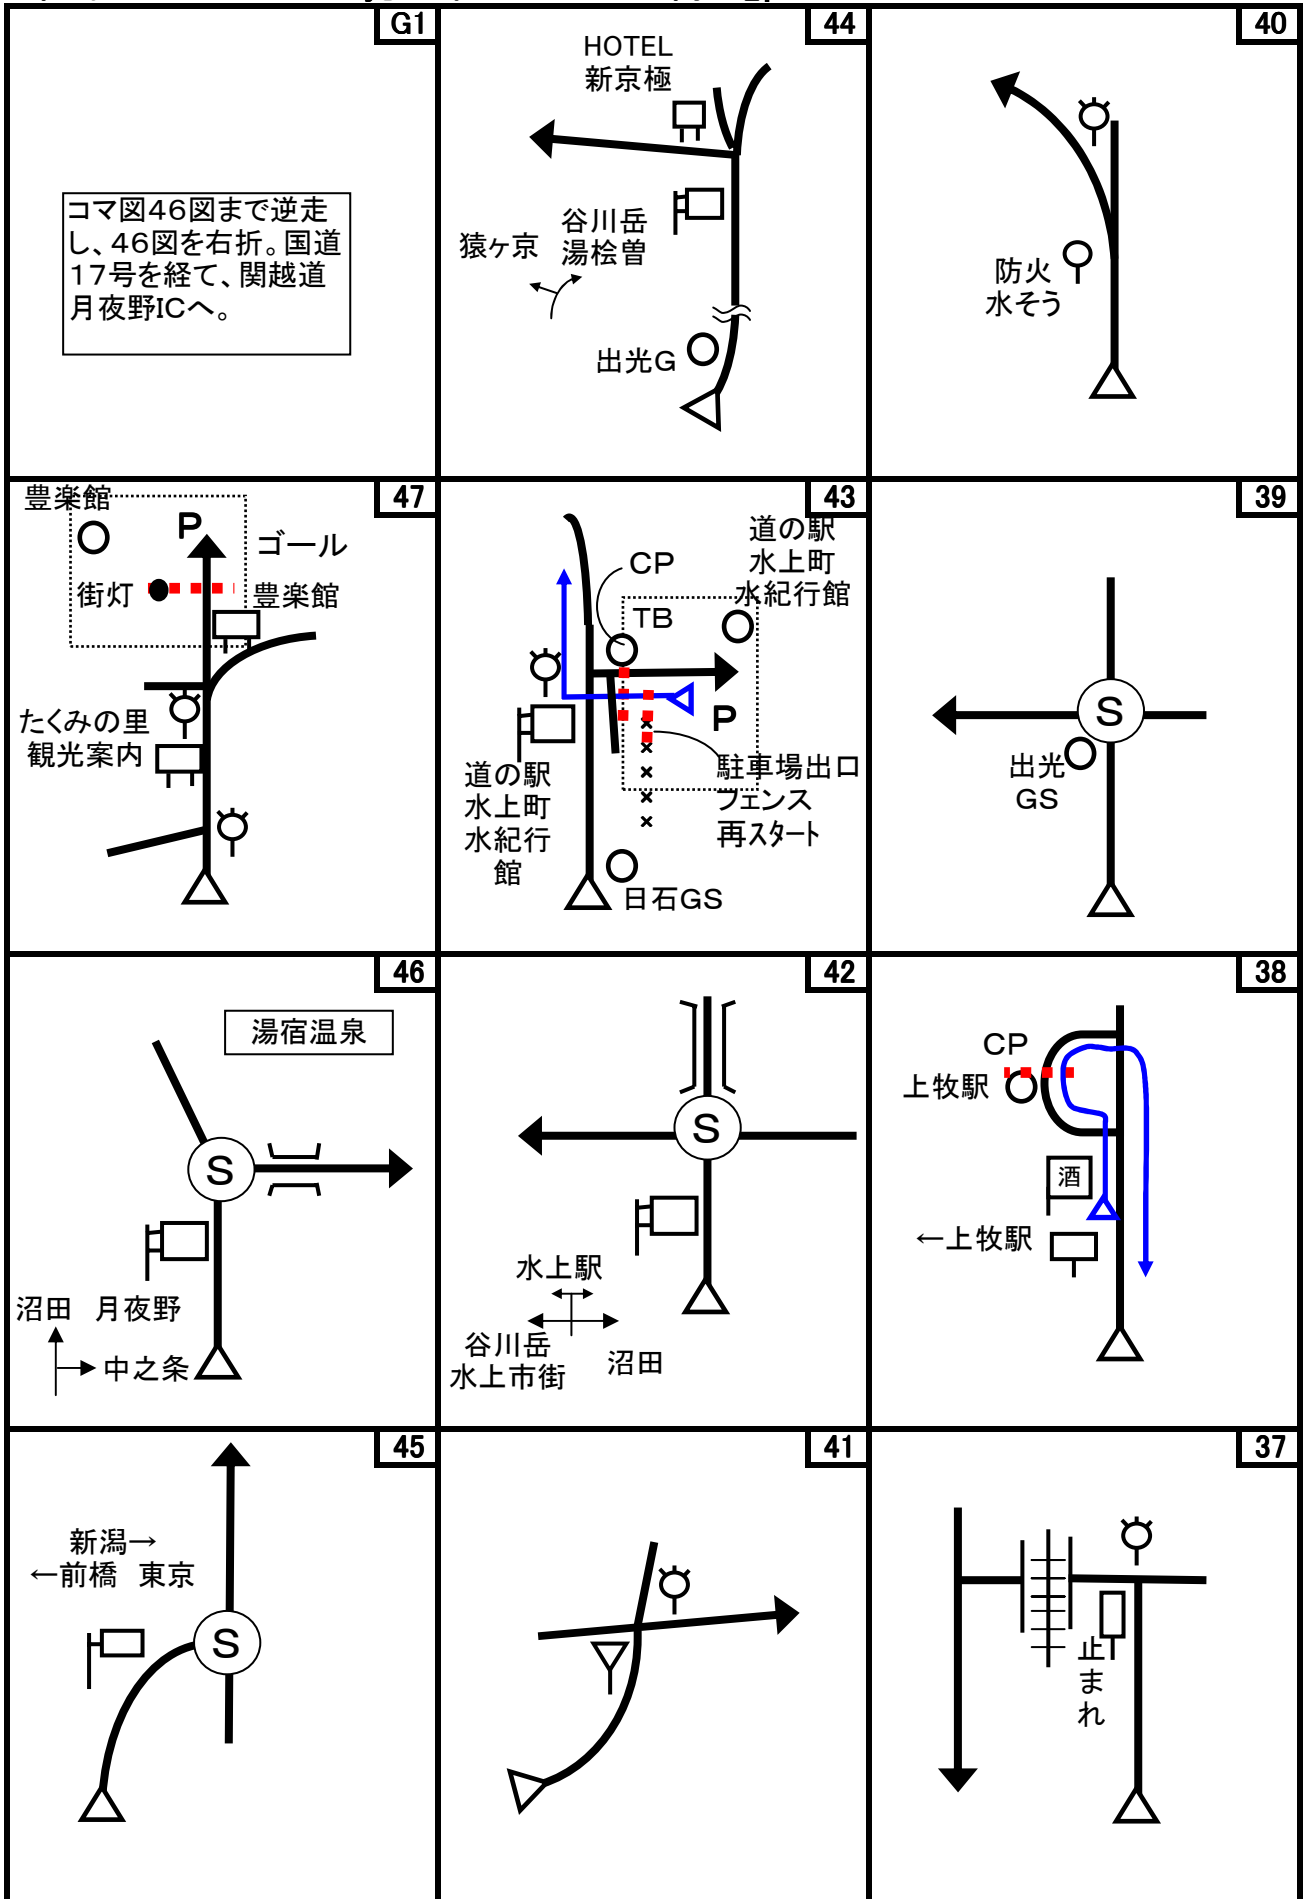 G1
コマ図46図まで逆走
し、46図を右折。国道
17号を経て、関越道
月夜野ICへ。
44
HOTEL
新京極
谷川岳
湯桧曽
猿ヶ京
出光G
40
防火
水そう
47
豊楽館
P
ゴール
街灯
豊楽館
たくみの里
観光案内
43
道の駅
水上町
水紀行館
CP
TB
P
道の駅
水上町
水紀行
館
駐車場出口
フェンス
再スタート
日石GS
39
S
出光
GS
46
湯宿温泉
S
沼田 月夜野
中之条
42
S
水上駅
谷川岳
水上市街
沼田
38
CP
上牧駅
酒
←上牧駅
45
新潟→
←前橋 東京
S
41
37
止
ま
れ